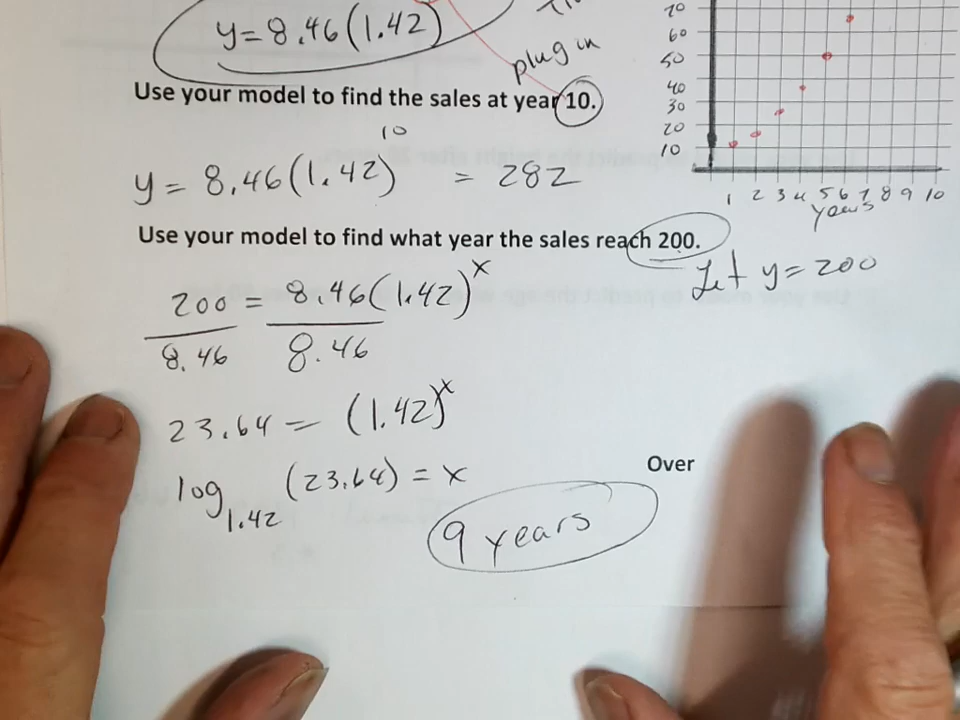 y=8.46(1.42)
plug in
Use your model to find the sales at year 10.
y = 8.46(1.42)^10 = 282
70
60
50
40
30
20
10
1 2 3 4 5 6 7 8 9 10
years
Use your model to find what year the sales reach 200.
Let y=200
200 = 8.46(1.42)^x
8.46 8.46
23.64 = (1.42)^x
log_1.42 (23.64) = x
Over
9 years